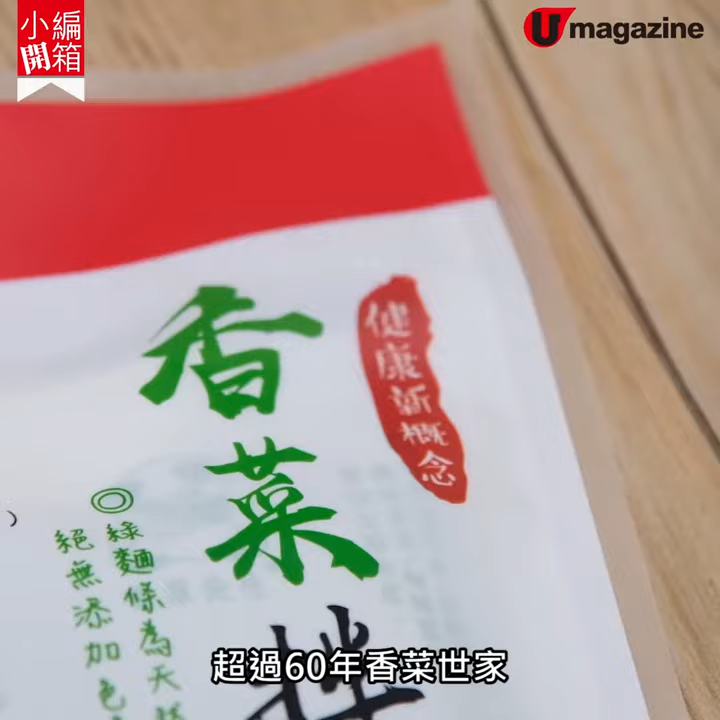 小編
開箱
U magazine
健康新概念
香菜
◎綠麵條為天
絕無添加色
超過60年香菜世家